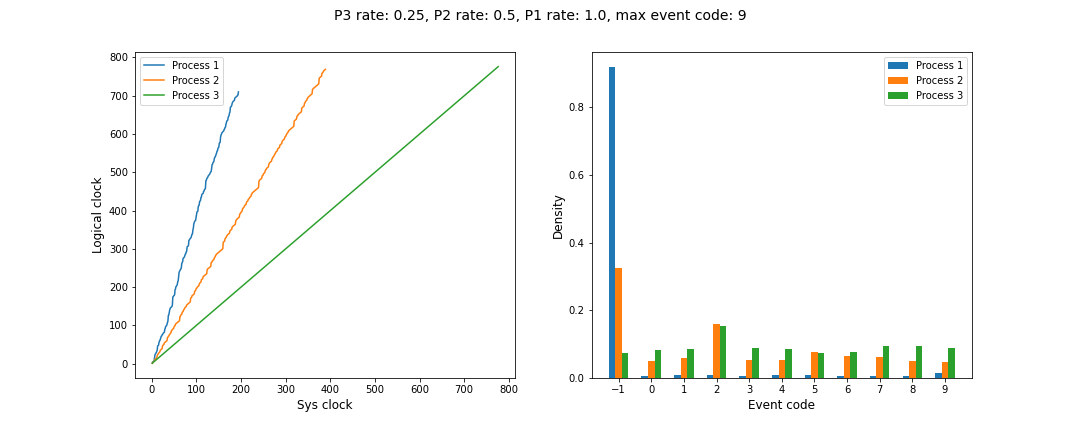 P3 rate: 0.25, P2 rate: 0.5, P1 rate: 1.0, max event code: 9
Process 1
Process 2
Process 3
800
700
600
500
400
300
200
100
0
Logical clock
0 100 200 300 400 500 600 700 800
Sys clock
Process 1
Process 2
Process 3
0.8
0.6
0.4
0.2
0.0
Density
−1 0 1 2 3 4 5 6 7 8 9
Event code